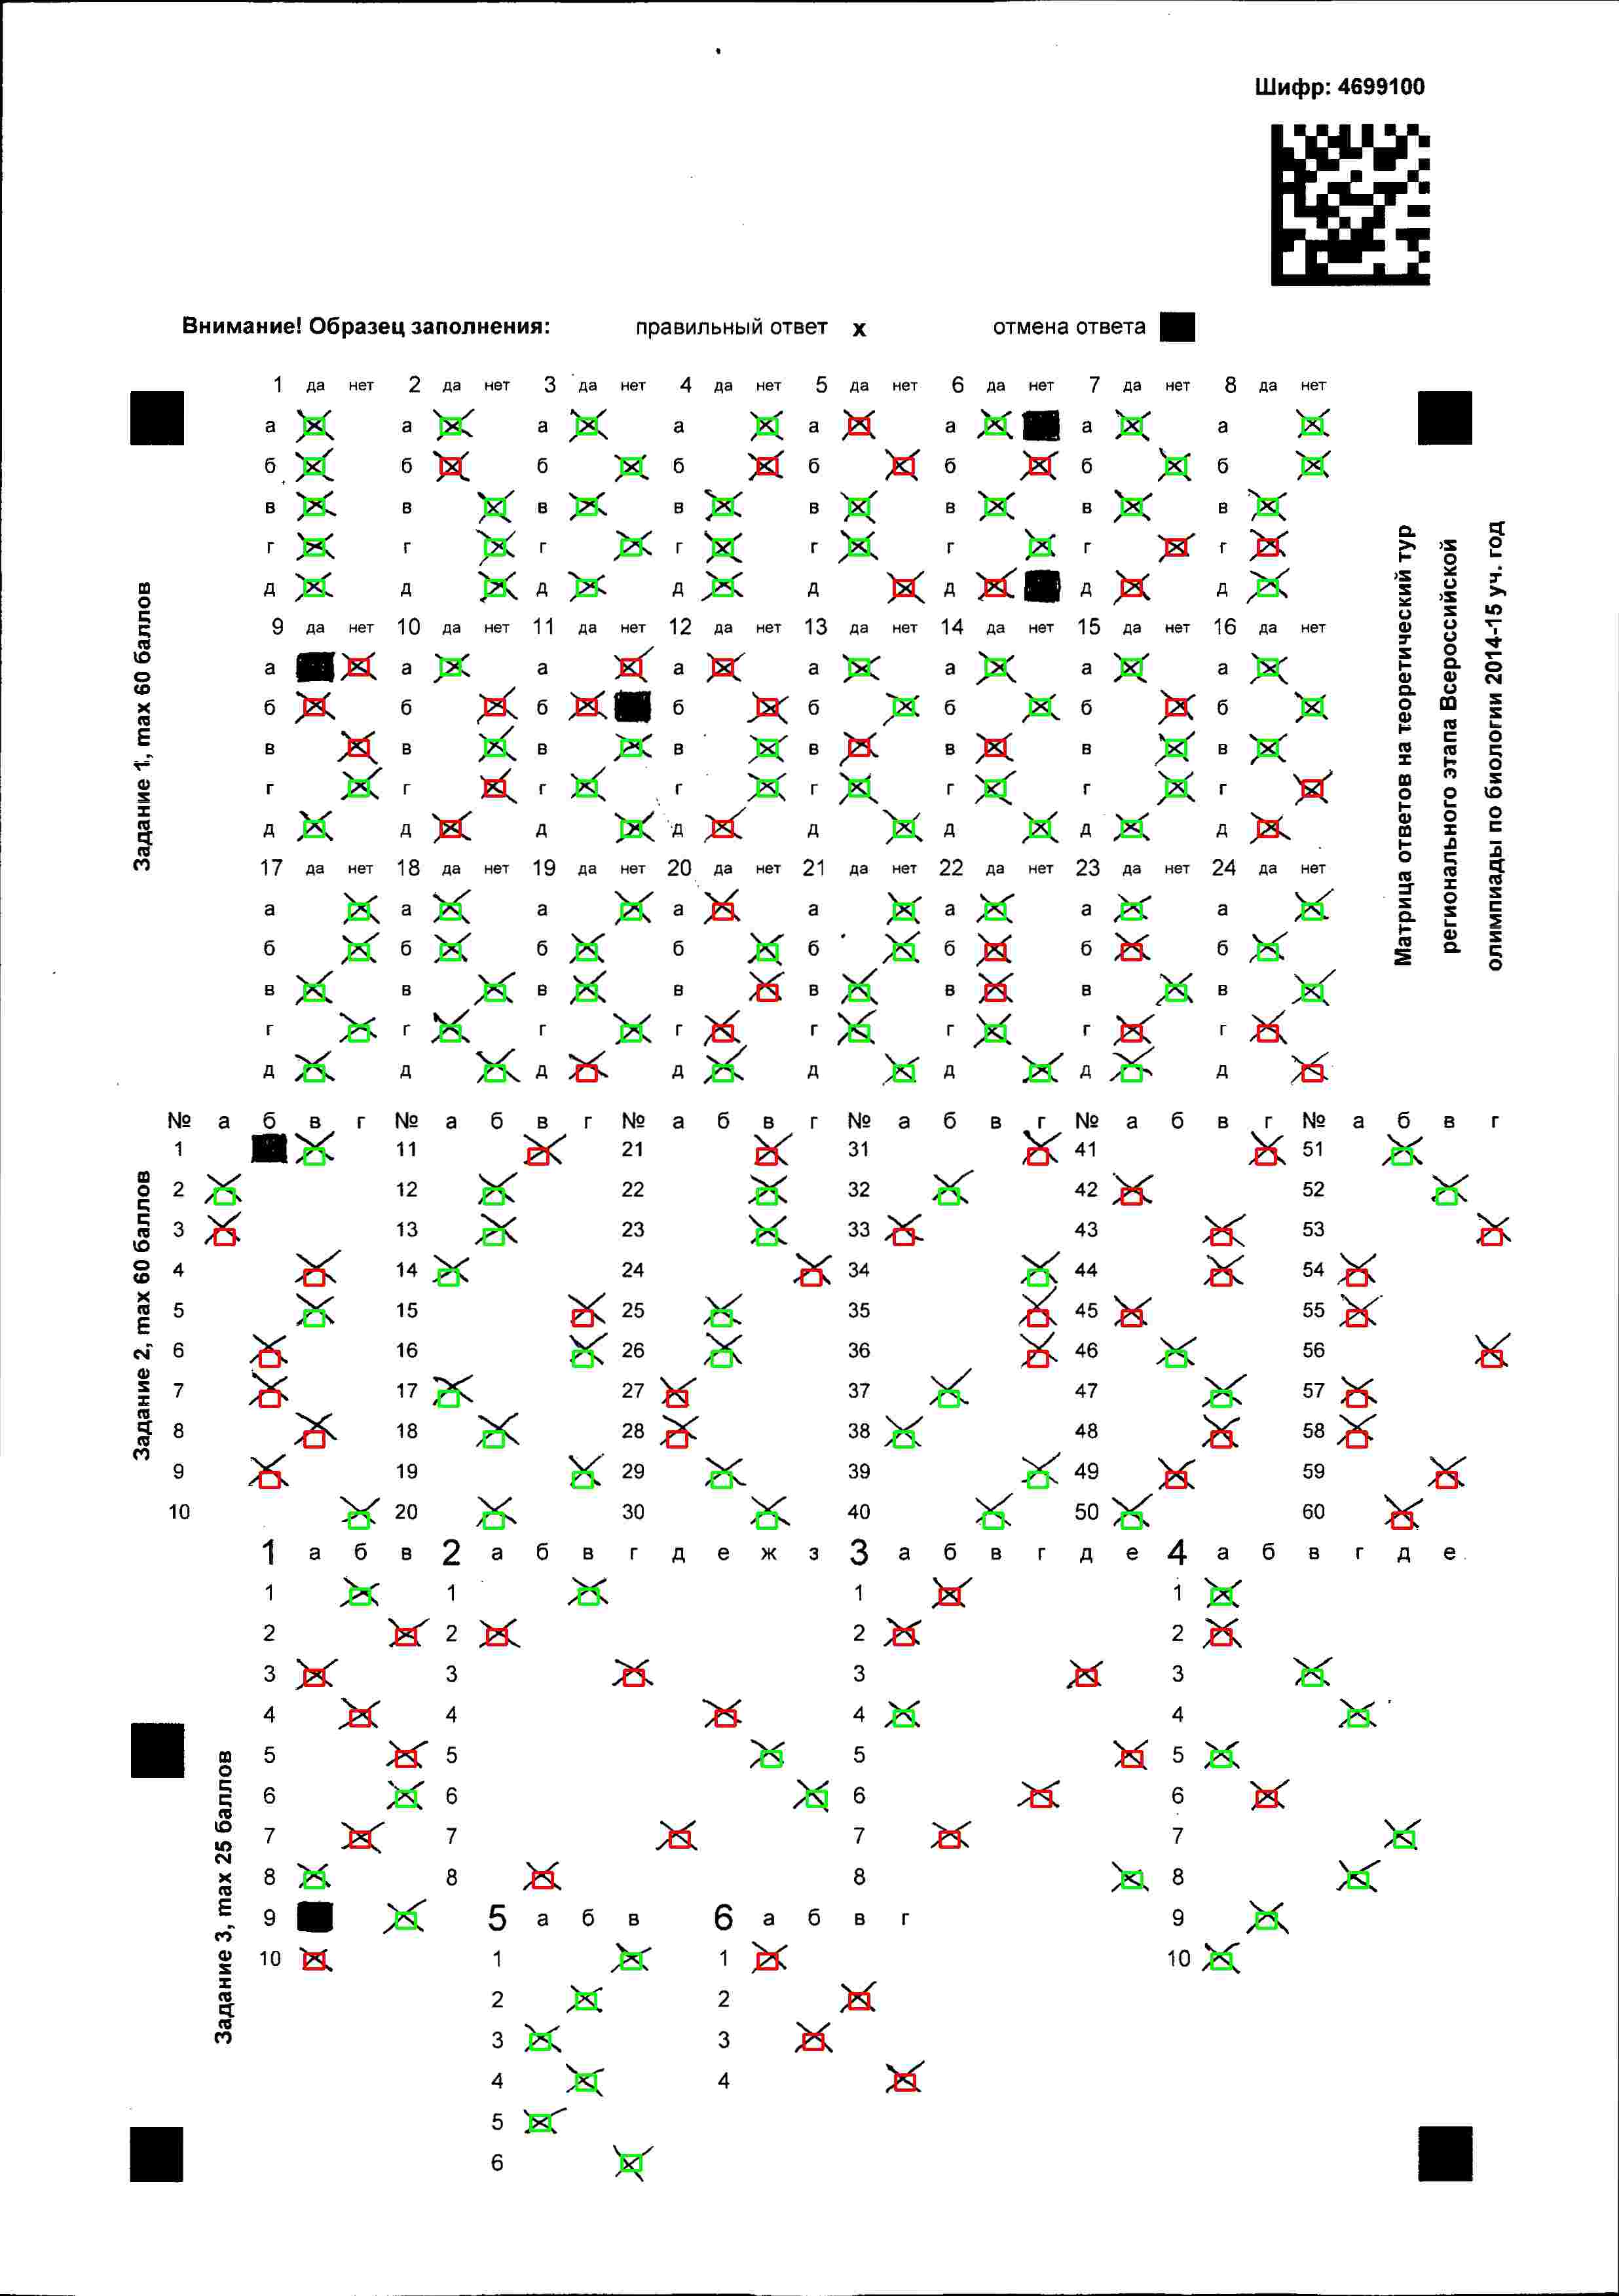 Шифр: 4699100
Внимание! Образец заполнения: правильный ответ x отмена ответа
1 да нет 2 да нет 3 да нет 4 да нет 5 да нет 6 да нет 7 да нет 8 да нет
а а а а а а а а
б б б б б б б б
в в в в в в в в
г г г г г г г г
д д д д д д д д
9 да нет 10 да нет 11 да нет 12 да нет 13 да нет 14 да нет 15 да нет 16 да нет
а а а а а а а а
б б б б б б б б
в в в в в в в в
г г г г г г г г
д д д д д д д д
17 да нет 18 да нет 19 да нет 20 да нет 21 да нет 22 да нет 23 да нет 24 да нет
а а а а а а а а
б б б б б б б б
в в в в в в в в
г г г г г г г г
д д д д д д д д
Задание 1, max 60 баллов
Матрица ответов на теоретический тур
регионального этапа Всероссийской
олимпиады по биологии 2014-15 уч. год
№ а б в г № а б в г № а б в г № а б в г № а б в г № а б в г
1 11 21 31 41 51
2 12 22 32 42 52
3 13 23 33 43 53
4 14 24 34 44 54
5 15 25 35 45 55
6 16 26 36 46 56
7 17 27 37 47 57
8 18 28 38 48 58
9 19 29 39 49 59
10 20 30 40 50 60
Задание 2, max 60 баллов
1 а б в 2 а б в г д е ж з 3 а б в г д е 4 а б в г д е
1 1 1 1
2 2 2 2
3 3 3 3
4 4 4 4
5 5 5 5
6 6 6 6
7 7 7 7
8 8 8 8
9 5 а б в 6 а б в г 9
10 1 1 10
2 2
3 3
4 4
5
6
Задание 3, max 25 баллов